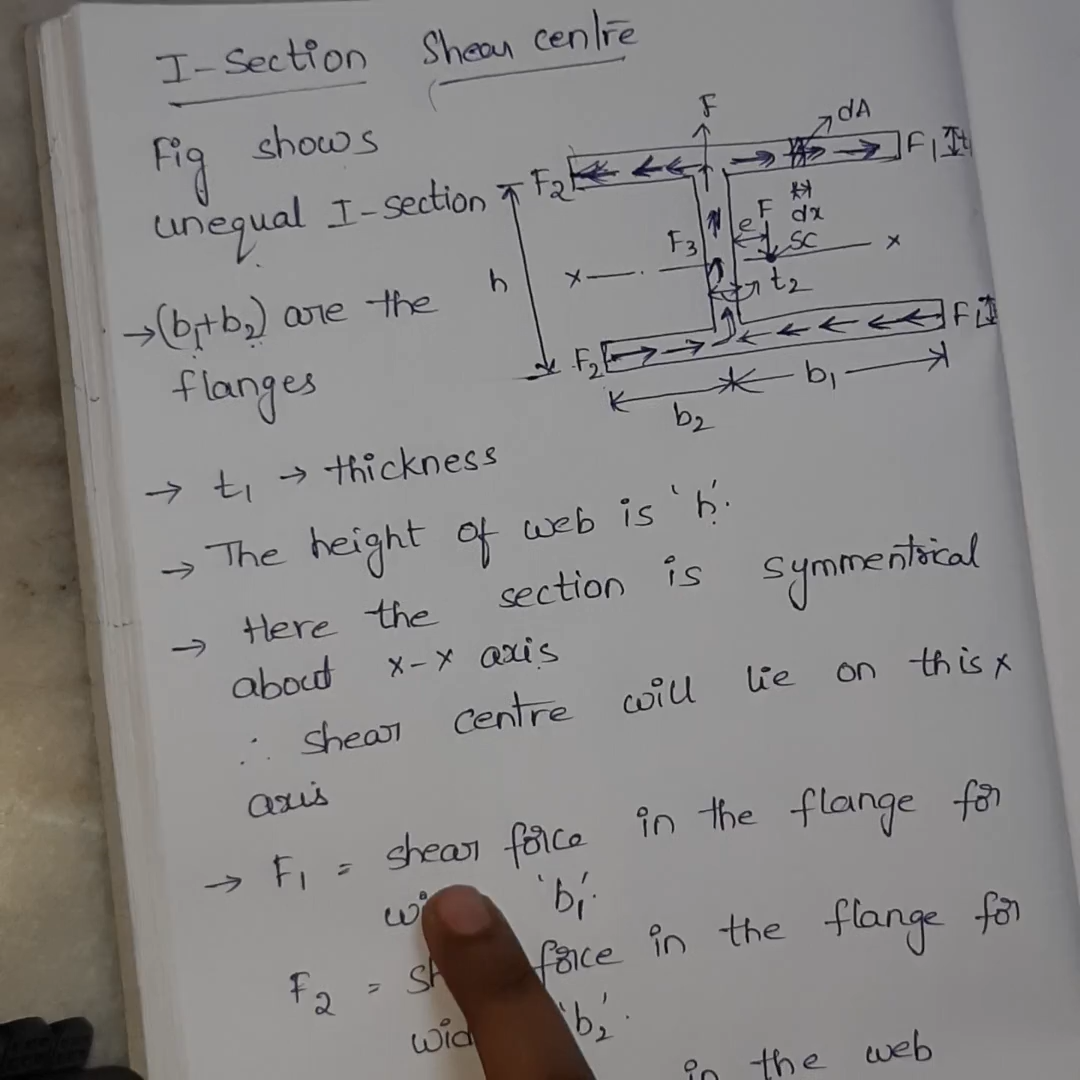 I-Section Shear centre
Fig shows
unequal I-section
→(b₁+b₂) are the
flanges
F
dA
F₂
F₁
t₁
dx
F
e
F₃
SC
x
x
h
t₂
F₂
F₁
b₂
b₁
→ t₁ → thickness
→ The height of web is 'h'.
→ Here the section is symmentrical
about x-x axis
∴ shear centre will lie on this x
axis
→ F₁ = shear force in the flange for
'b₁'.
F₂ = force in the flange for
'b₂'.
in the web